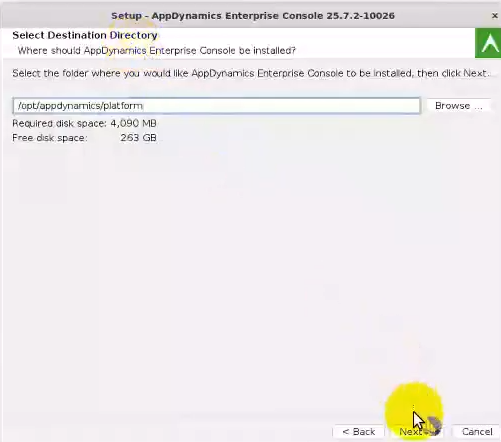 Setup - AppDynamics Enterprise Console 25.7.2-10026
×
Select Destination Directory
Where should AppDynamics Enterprise Console be installed?
Select the folder where you would like AppDynamics Enterprise Console to be installed, then click Next.
/opt/appdynamics/platform
Browse ...
Required disk space: 4,090 MB
Free disk space: 263 GB
< Back
Next
Cancel